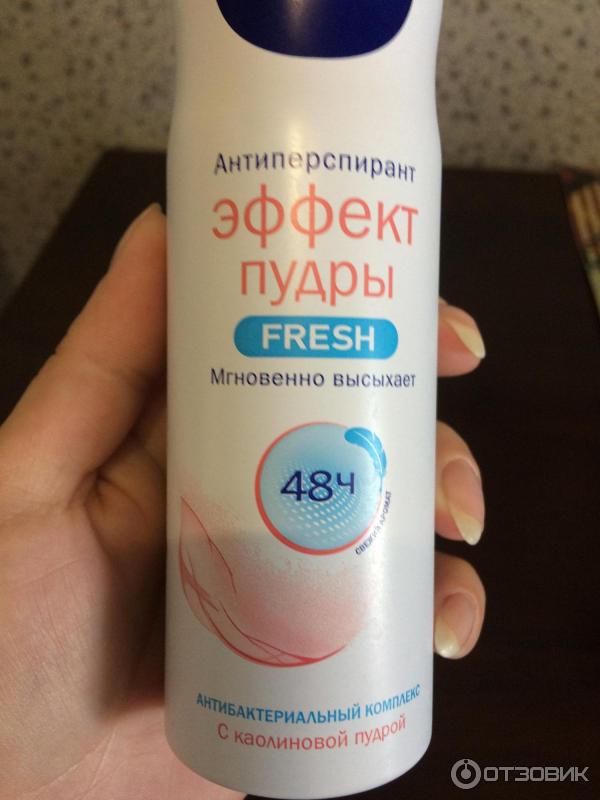 Антиперспирант
эффект
пудры
FRESH
Мгновенно высыхает
48ч
СВЕЖИЙ АРОМАТ
АНТИБАКТЕРИАЛЬНЫЙ КОМПЛЕКС
С каолиновой пудрой
ОТЗОВИК